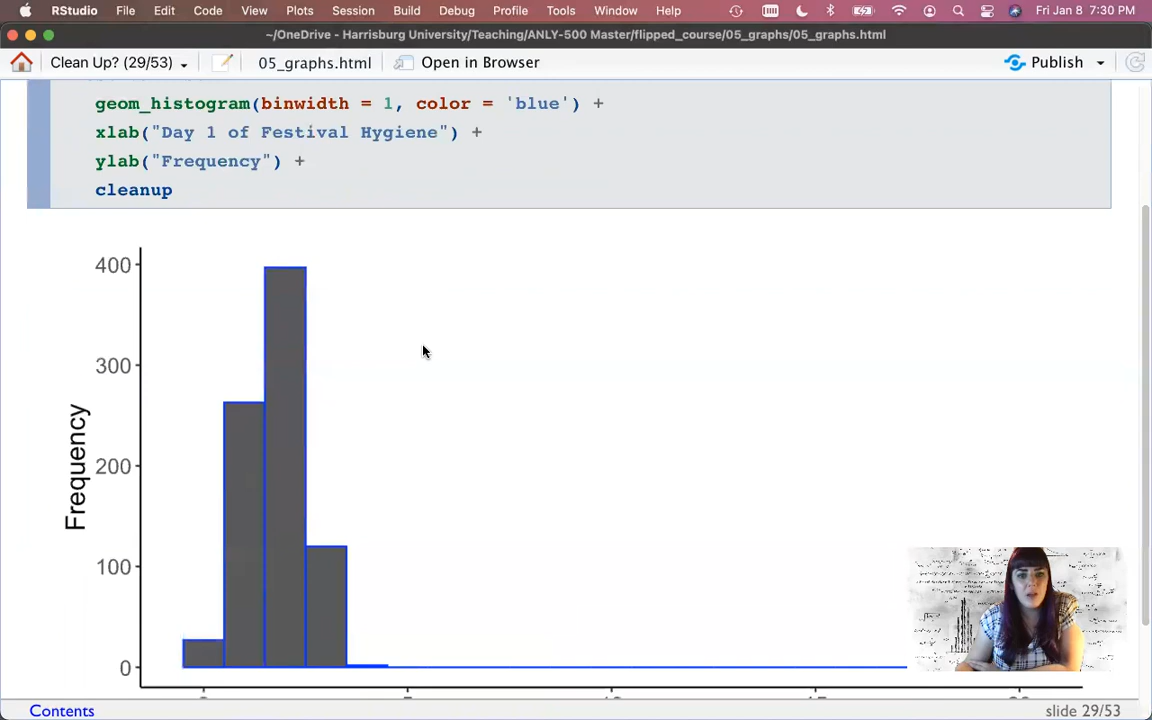 RStudio File Edit Code View Plots Session Build Debug Profile Tools Window Help Fri Jan 8 7:30 PM
~/OneDrive - Harrisburg University/Teaching/ANLY-500 Master/flipped_course/05_graphs/05_graphs.html
Clean Up? (29/53) 05_graphs.html Open in Browser Publish
geom_histogram(binwidth = 1, color = 'blue') +
xlab("Day 1 of Festival Hygiene") +
ylab("Frequency") +
cleanup
400
300
200
100
0
Frequency
Contents
slide 29/53